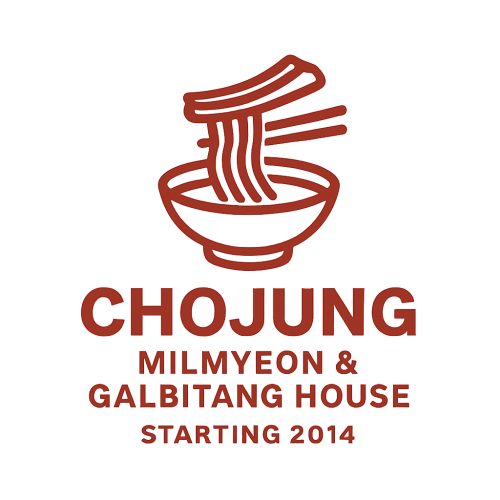 CHOJUNG
MILMYEON &
GALBITANG HOUSE
STARTING 2014